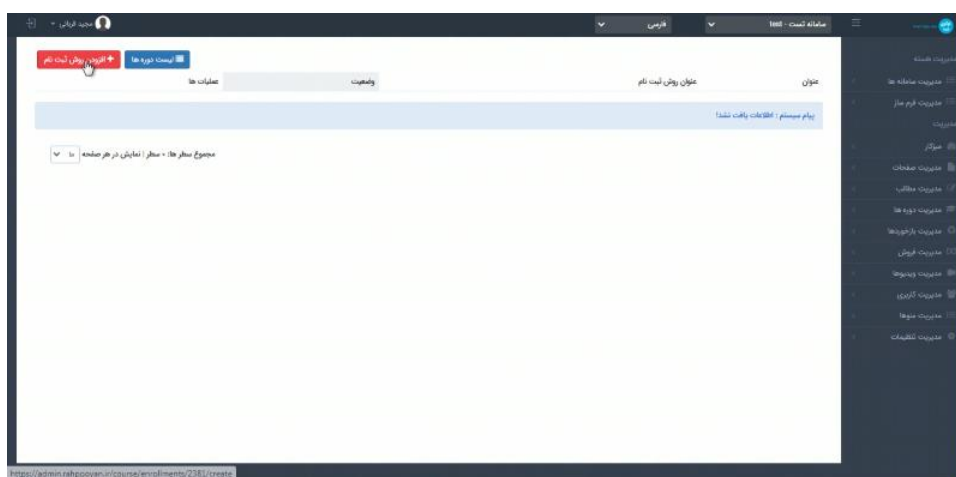 سامانه تست - test
فارسی
مجید قربانی
مدیریت هسته
مدیریت سامانه ها
مدیریت فرم ساز
مدیریت
میزکار
مدیریت صفحات
مدیریت مطالب
مدیریت دوره ها
مدیریت بازخوردها
مدیریت فروش
مدیریت ویدیوها
مدیریت کاربری
مدیریت منوها
مدیریت تنظیمات
لیست دوره ها
افزودن روش ثبت نام
عنوان
عنوان روش ثبت نام
وضعیت
عملیات ها
پیام سیستم : اطلاعات یافت نشد!
مجموع سطر ها: ۰ سطر | نمایش در هر صفحه
https://admin.rahpooyan.ir/course/enrollments/2381/create